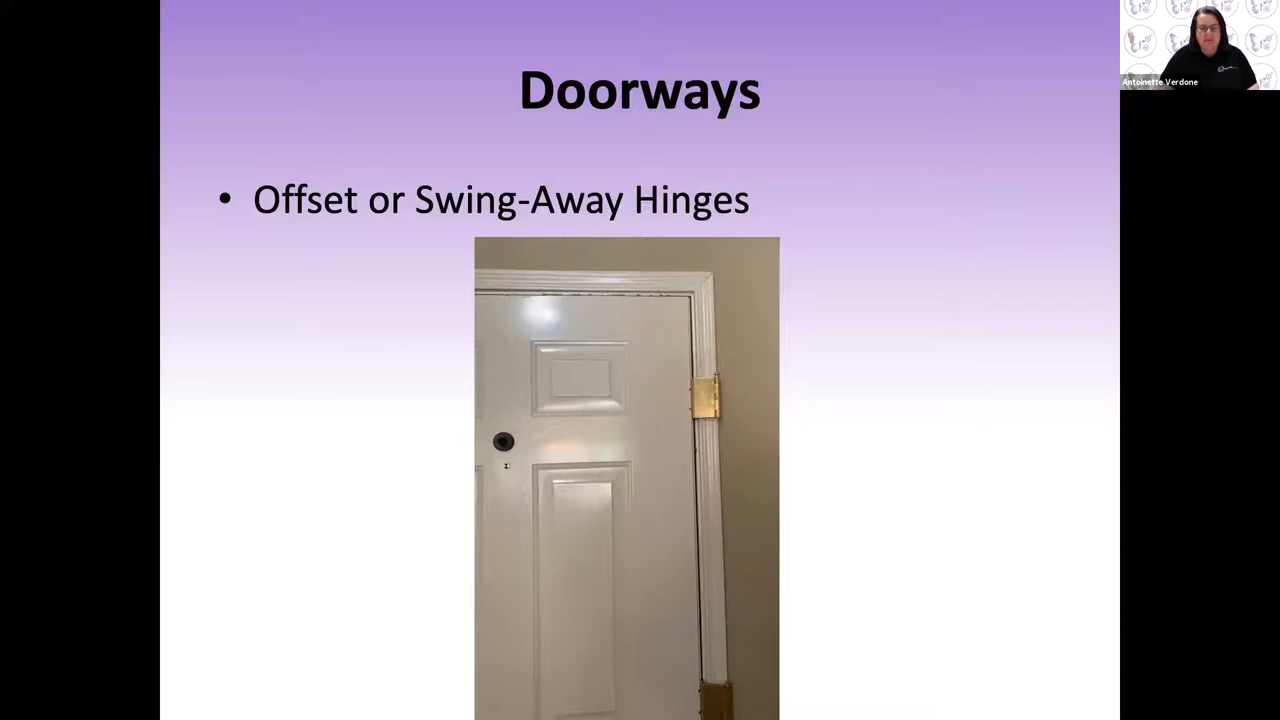 Doorways
• Offset or Swing-Away Hinges
Antoinette Verdone